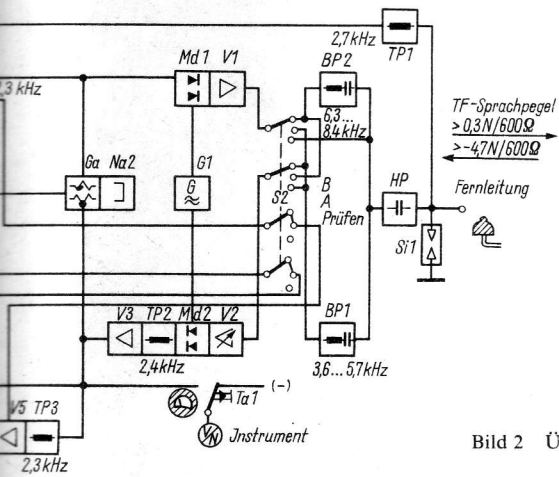 2,7kHz TP1
Md1 V1
BP2
,3 kHz
6,3...
8,4kHz
TF-Sprachpegel
> 0,3N/600Ω
> -4,7N/600Ω
Ga Na2
G1
G
S2
B
A
Prüfen
HP
Fernleitung
Si1
V3 TP2 Md2 V2
2,4kHz
BP1
3,6...5,7kHz
(-)
Ta1
V5 TP3
V/N Instrument
2,3kHz
Bild 2 Ü